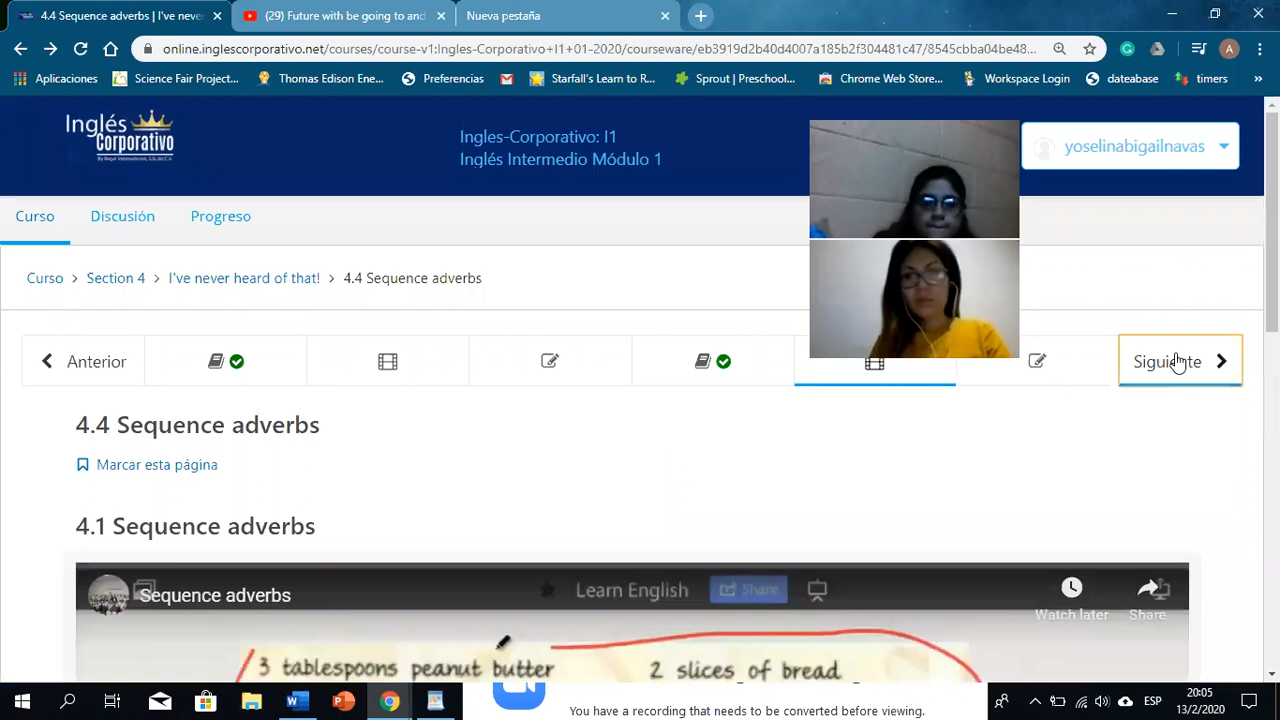 4.4 Sequence adverbs | I've never
(29) Future with be going to and
Nueva pestaña
online.inglescorporativo.net/courses/course-v1:Ingles-Corporativo+I1+01-2020/courseware/eb3919d2b40d4007a185b2f304481c47/8545cbba04be48...
A
Aplicaciones
Science Fair Project...
Thomas Edison Ene...
Preferencias
Starfall's Learn to R...
Sprout | Preschool...
Chrome Web Store...
Workspace Login
dateabase
timers
»
Inglés
Corporativo
Ingles-Corporativo: I1
Inglés Intermedio Módulo 1
yoselinabigailnavas
Curso
Discusión
Progreso
Curso > Section 4 > I've never heard of that! > 4.4 Sequence adverbs
Anterior
Siguiente
4.4 Sequence adverbs
Marcar esta página
4.1 Sequence adverbs
Sequence adverbs
Learn English
Share
Watch later
Share
3 tablespoons peanut butter
2 slices of bread
You have a recording that needs to be converted before viewing.
ESP
20:05
13/2/2020